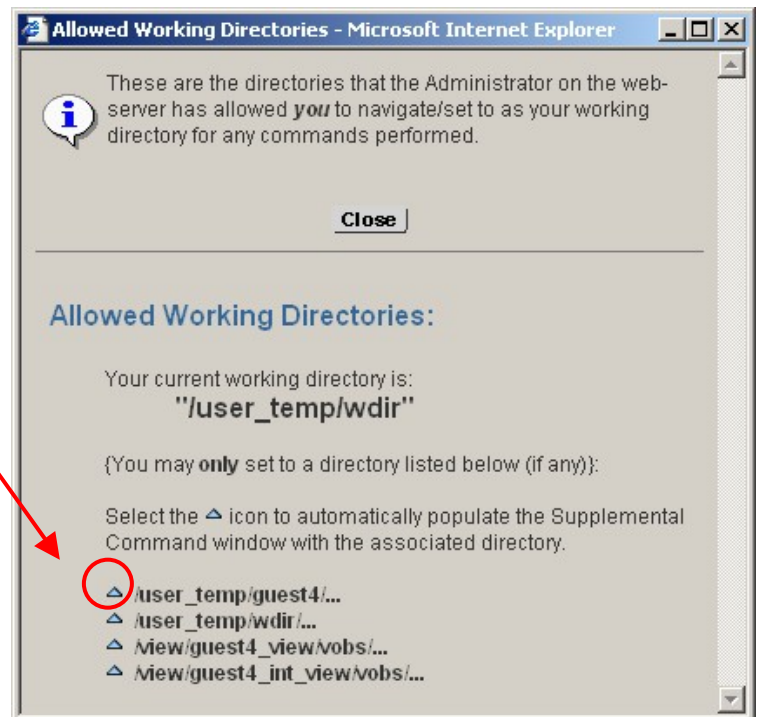 Allowed Working Directories - Microsoft Internet Explorer
These are the directories that the Administrator on the web-
server has allowed you to navigate/set to as your working
directory for any commands performed.
Close
Allowed Working Directories:
Your current working directory is:
"/user_temp/wdir"
{You may only set to a directory listed below (if any)}:
Select the icon to automatically populate the Supplemental
Command window with the associated directory.
/user_temp/guest4/...
/user_temp/wdir/...
/view/guest4_view/vobs/...
/view/guest4_int_view/vobs/...